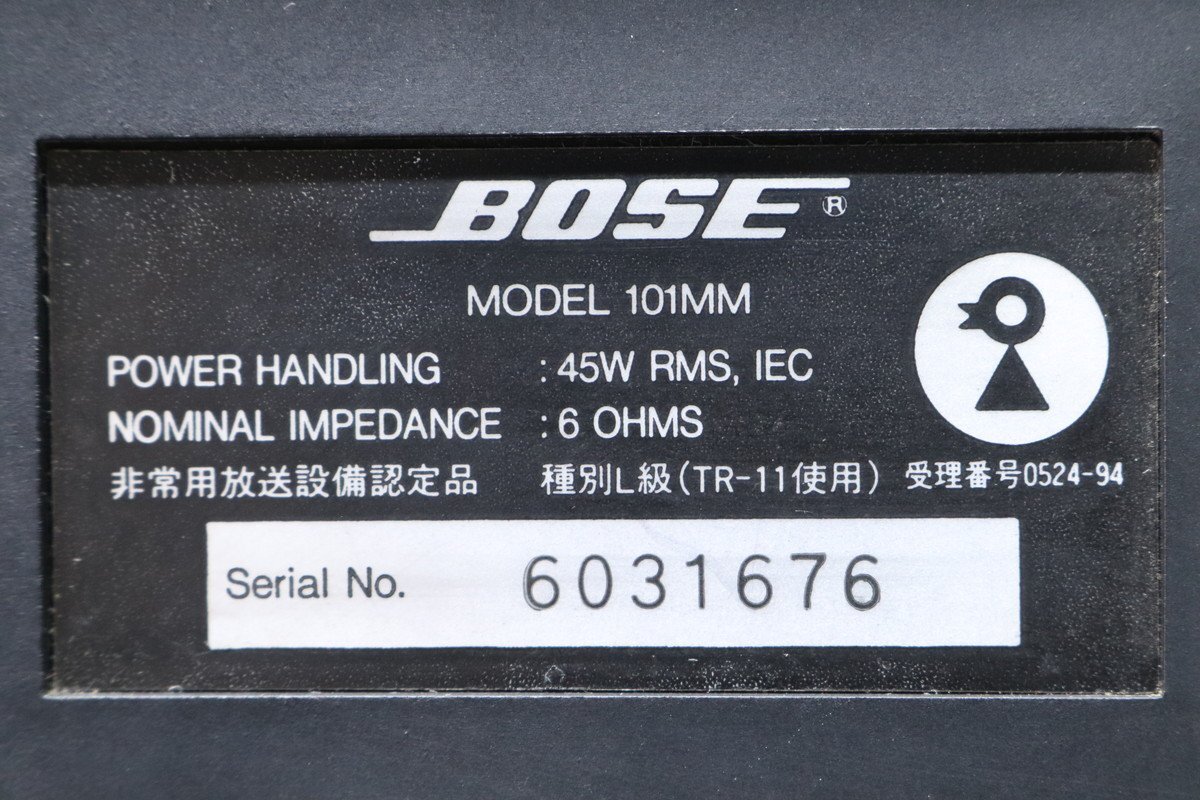 BOSE®
MODEL 101MM
POWER HANDLING : 45W RMS, IEC
NOMINAL IMPEDANCE : 6 OHMS
非常用放送設備認定品 種別L級(TR-11使用) 受理番号0524-94
Serial No. 6031676